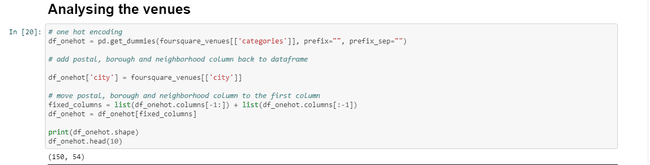 Analysing the venues
In [20]: # one hot encoding
df_onehot = pd.get_dummies(foursquare_venues[['categories']], prefix="", prefix_sep="")
# add postal, borough and neighborhood column back to dataframe
df_onehot['city'] = foursquare_venues[['city']]
# move postal, borough and neighborhood column to the first column
fixed_columns = list(df_onehot.columns[-1:]) + list(df_onehot.columns[:-1])
df_onehot = df_onehot[fixed_columns]
print(df_onehot.shape)
df_onehot.head(10)
(150, 54)